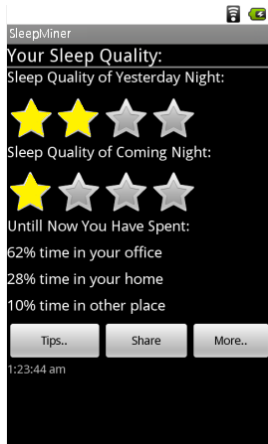 SleepMiner
Your Sleep Quality:
Sleep Quality of Yesterday Night:
Sleep Quality of Coming Night:
Untill Now You Have Spent:
62% time in your office
28% time in your home
10% time in other place
Tips.. Share More..
1:23:44 am